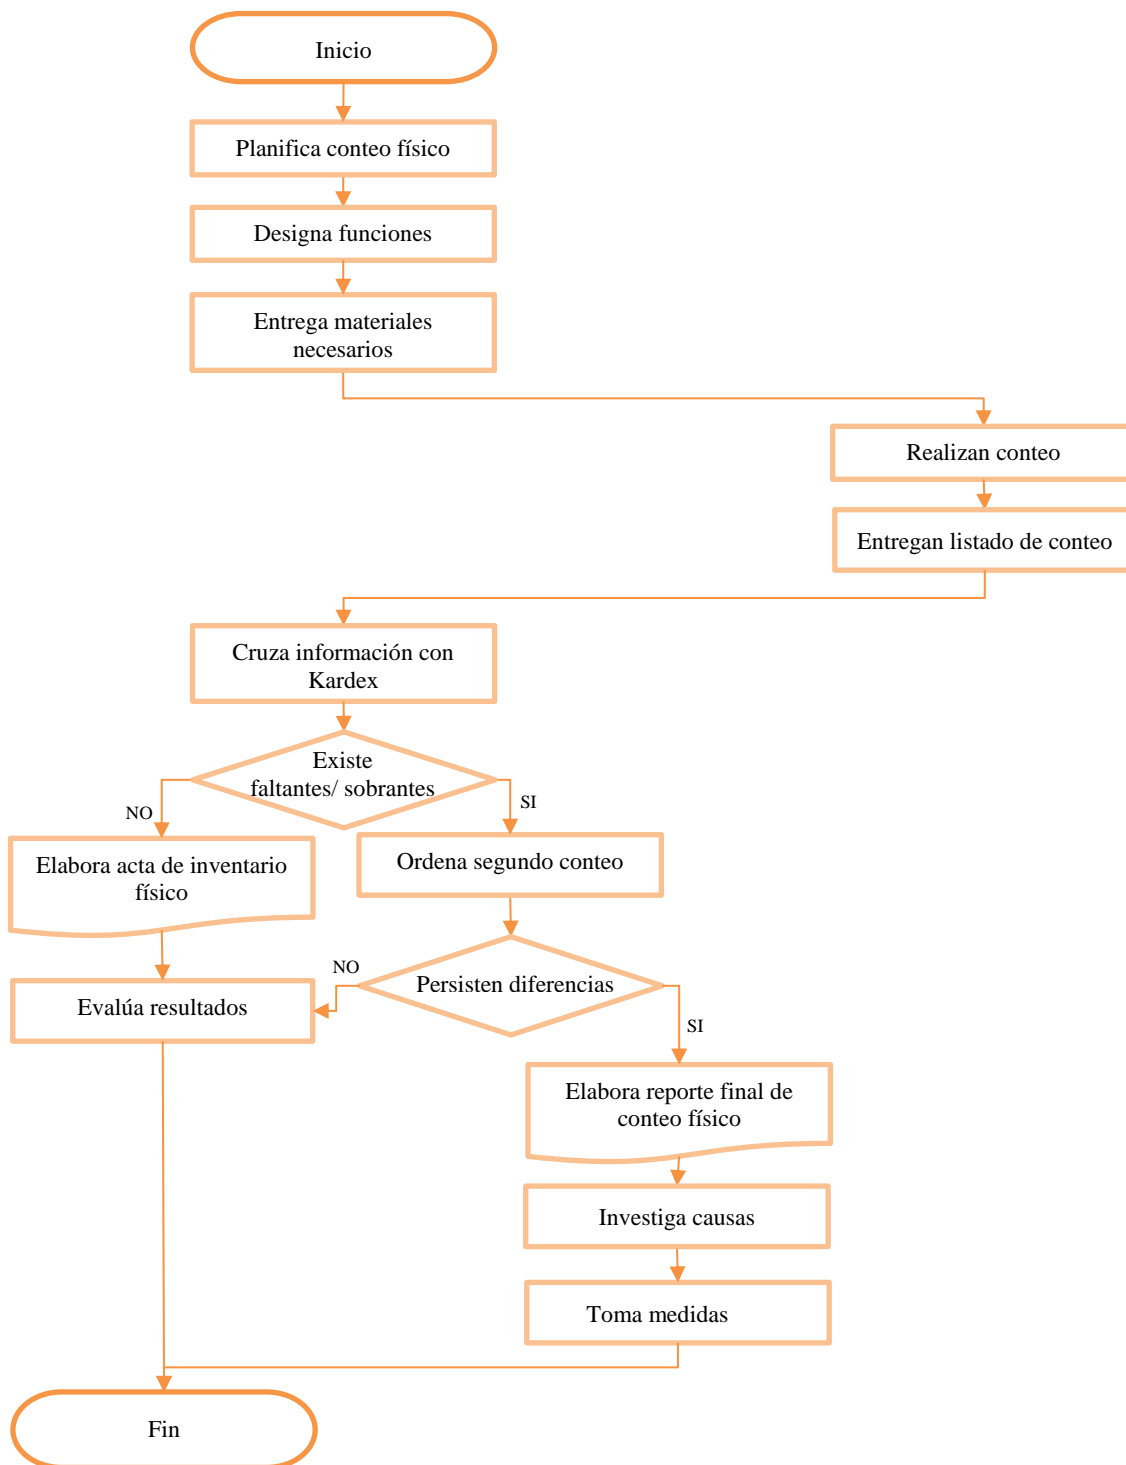 Inicio
Planifica conteo físico
Designa funciones
Entrega materiales
necesarios
Realizan conteo
Entregan listado de conteo
Cruza información con
Kardex
Existe
faltantes/ sobrantes
NO
SI
Elabora acta de inventario
físico
Ordena segundo conteo
NO
Persisten diferencias
Evalúa resultados
SI
Elabora reporte final de
conteo físico
Investiga causas
Toma medidas
Fin